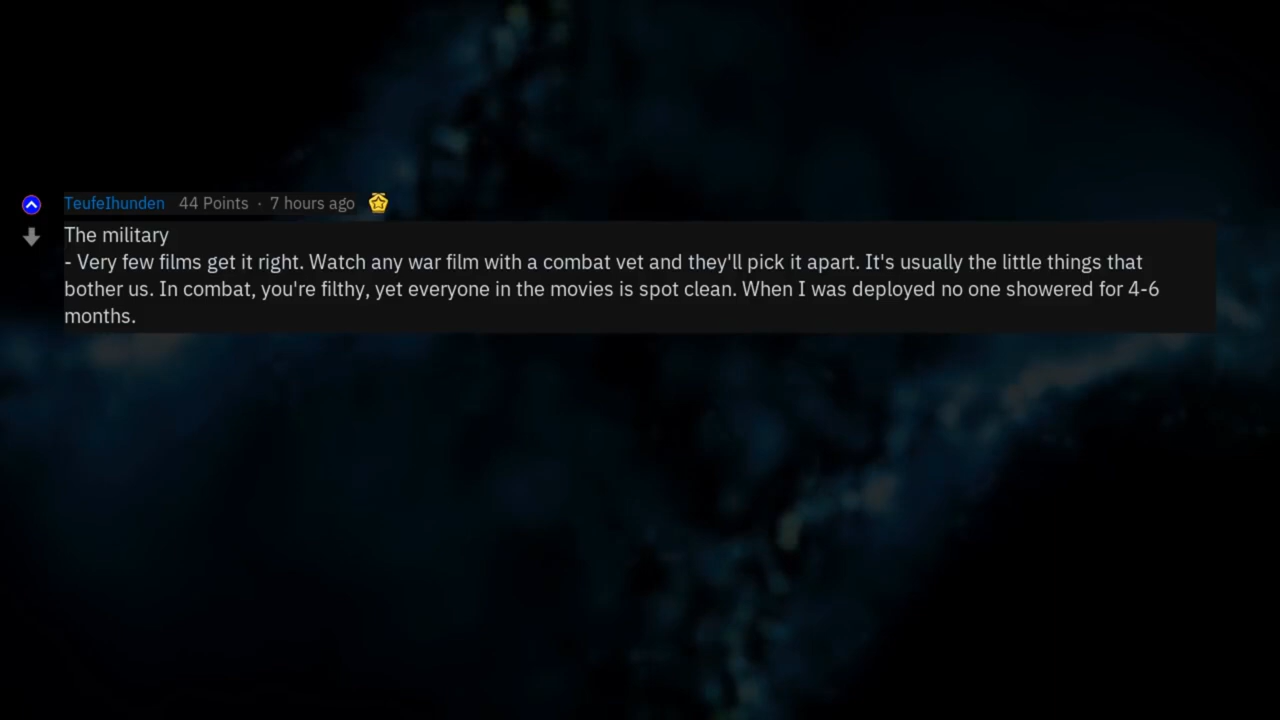 TeufeIhunden 44 Points · 7 hours ago
The military
- Very few films get it right. Watch any war film with a combat vet and they'll pick it apart. It's usually the little things that
bother us. In combat, you're filthy, yet everyone in the movies is spot clean. When I was deployed no one showered for 4-6
months.